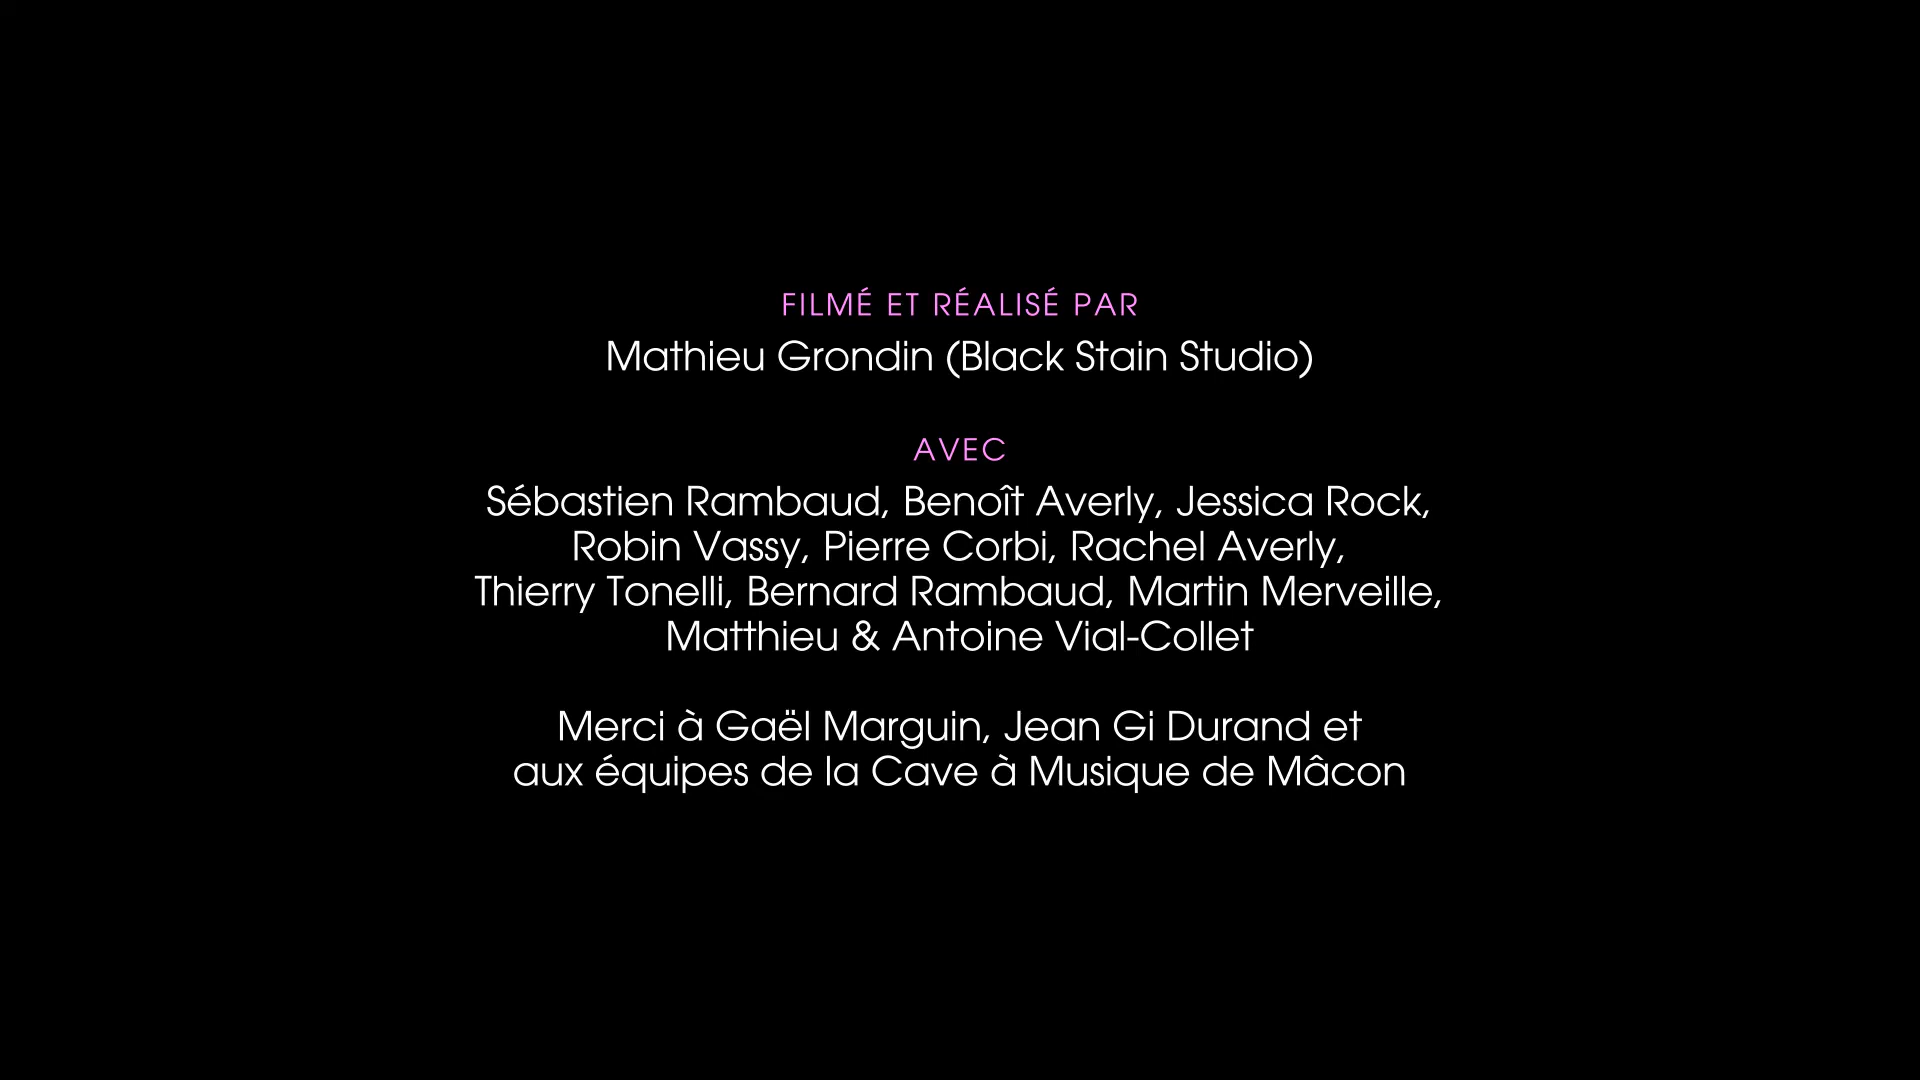 FILMÉ ET RÉALISÉ PAR
Mathieu Grondin (Black Stain Studio)
AVEC
Sébastien Rambaud, Benoît Averly, Jessica Rock,
Robin Vassy, Pierre Corbi, Rachel Averly,
Thierry Tonelli, Bernard Rambaud, Martin Merveille,
Matthieu & Antoine Vial-Collet
Merci à Gaël Marguin, Jean Gi Durand et
aux équipes de la Cave à Musique de Mâcon